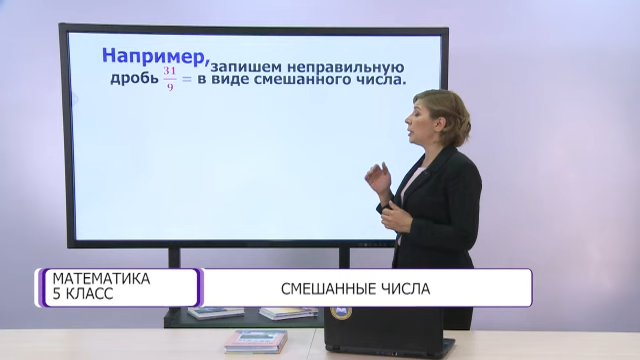 Например, запишем неправильную
дробь 31/9 = в виде смешанного числа.
МАТЕМАТИКА
5 КЛАСС
СМЕШАННЫЕ ЧИСЛА